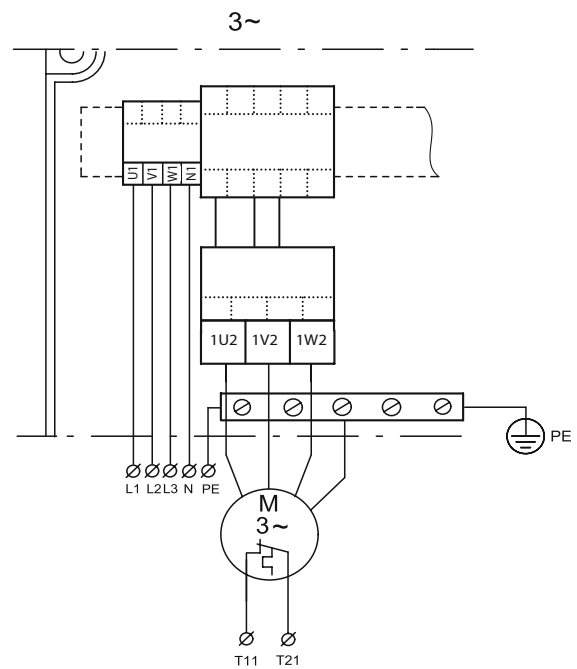 3~
U1 V1 W1 N1
1U2 1V2 1W2
PE
L1 L2 L3 N PE
M
3~
T11 T21